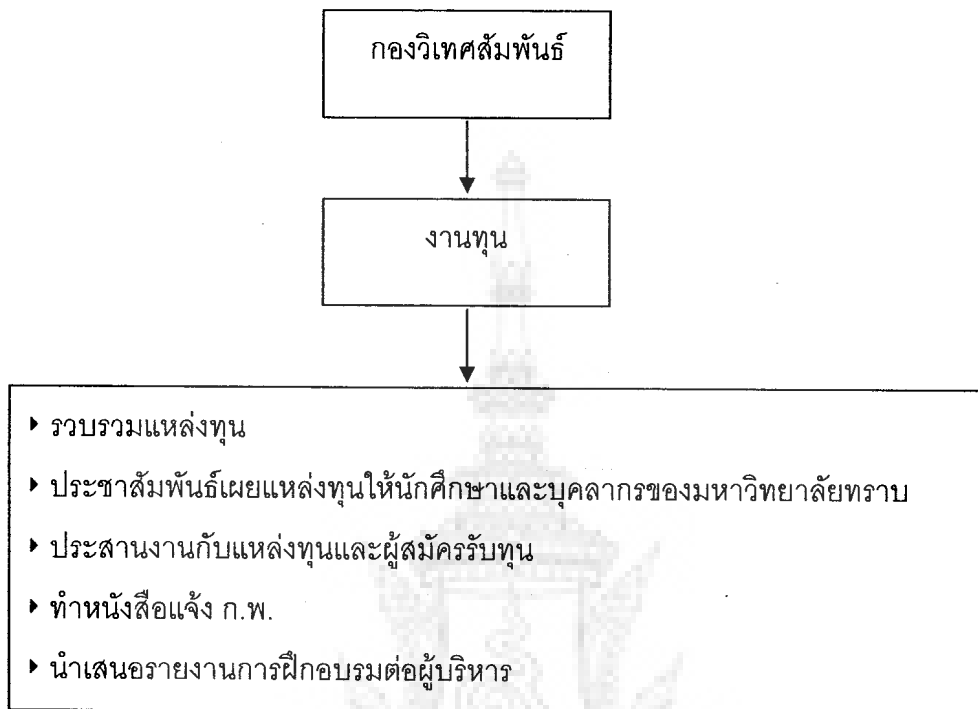 กองวิเทศสัมพันธ์
งานทุน
รวบรวมแหล่งทุน
ประชาสัมพันธ์เผยแหล่งทุนให้นักศึกษาและบุคลากรของมหาวิทยาลัยทราบ
ประสานงานกับแหล่งทุนและผู้สมัครรับทุน
ทำหนังสือแจ้ง ก.พ.
นำเสนอรายงานการฝึกอบรมต่อผู้บริหาร